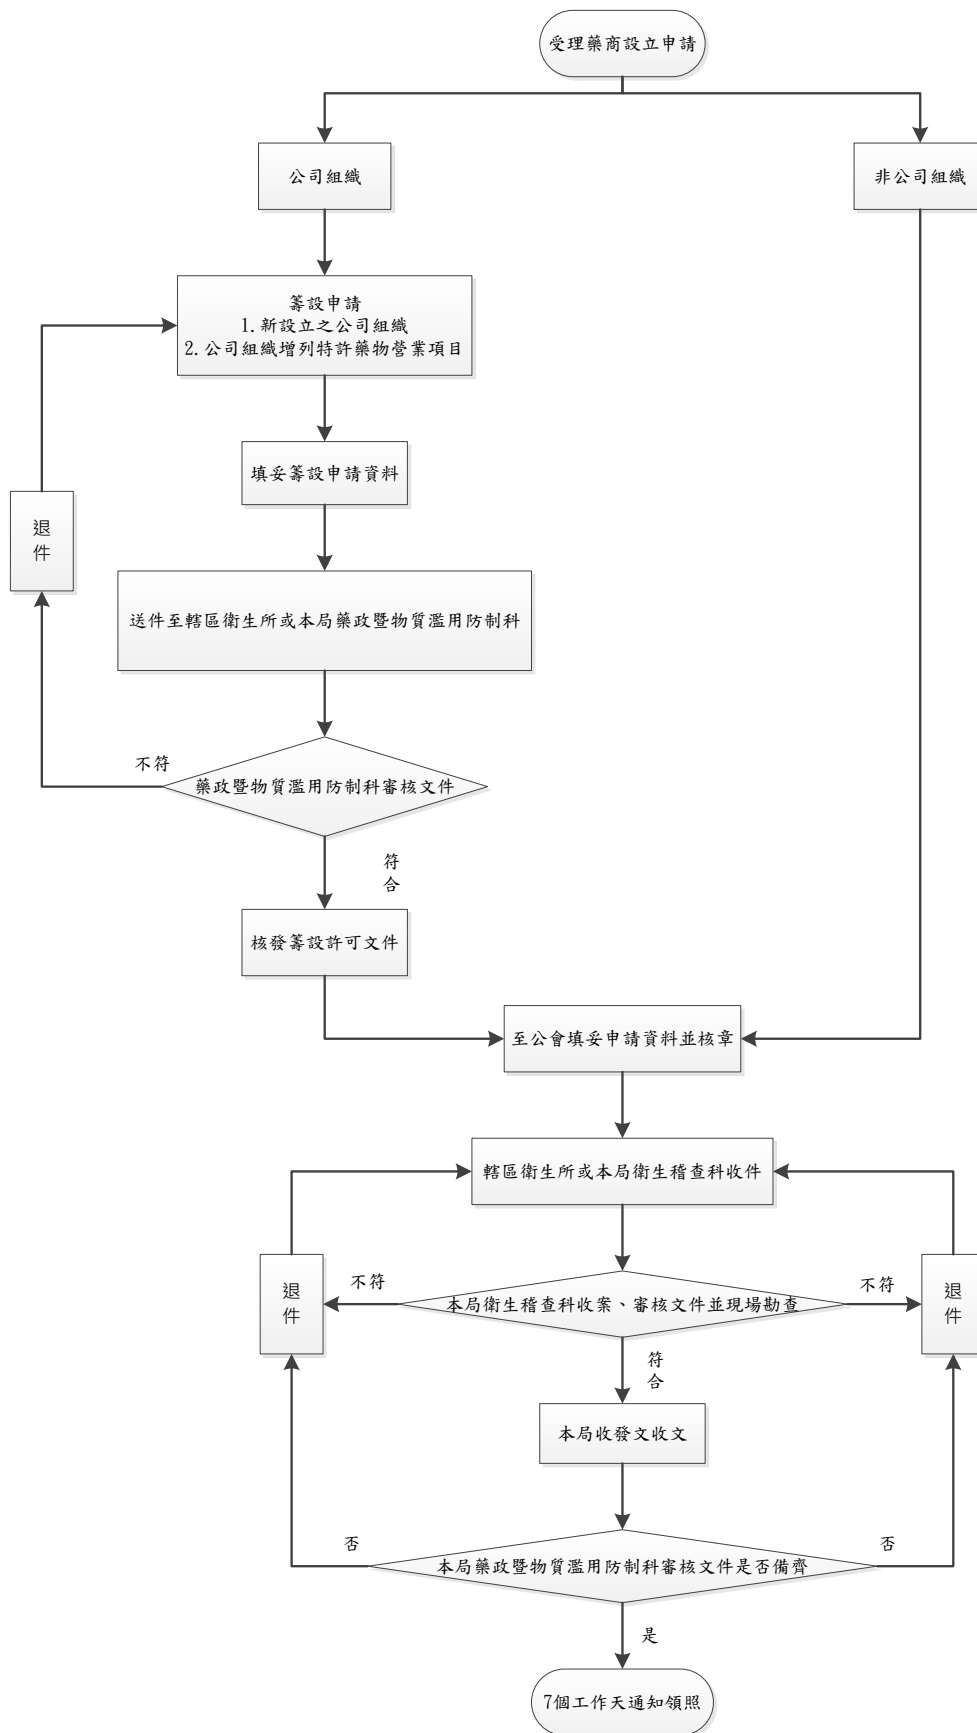 受理藥商設立申請
公司組織
非公司組織
籌設申請
1.新設立之公司組織
2.公司組織增列特許藥物營業項目
填妥籌設申請資料
退
件
送件至轄區衛生所或本局藥政暨物質濫用防制科
不符
藥政暨物質濫用防制科審核文件
符
合
核發籌設許可文件
至公會填妥申請資料並核章
轄區衛生所或本局衛生稽查科收件
退
件
不符
本局衛生稽查科收案、審核文件並現場勘查
不符
退
件
符
合
本局收發文收文
否
本局藥政暨物質濫用防制科審核文件是否備齊
否
是
7個工作天通知領照